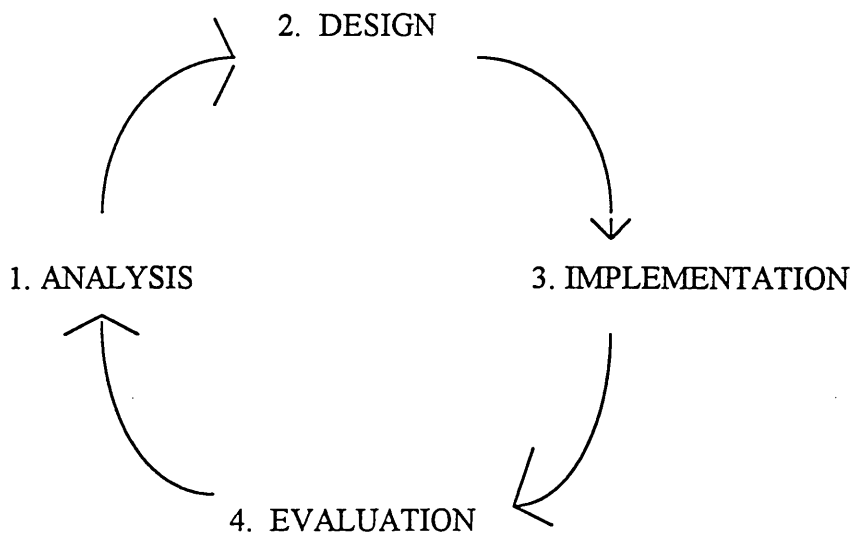 2. DESIGN
1. ANALYSIS
3. IMPLEMENTATION
4. EVALUATION